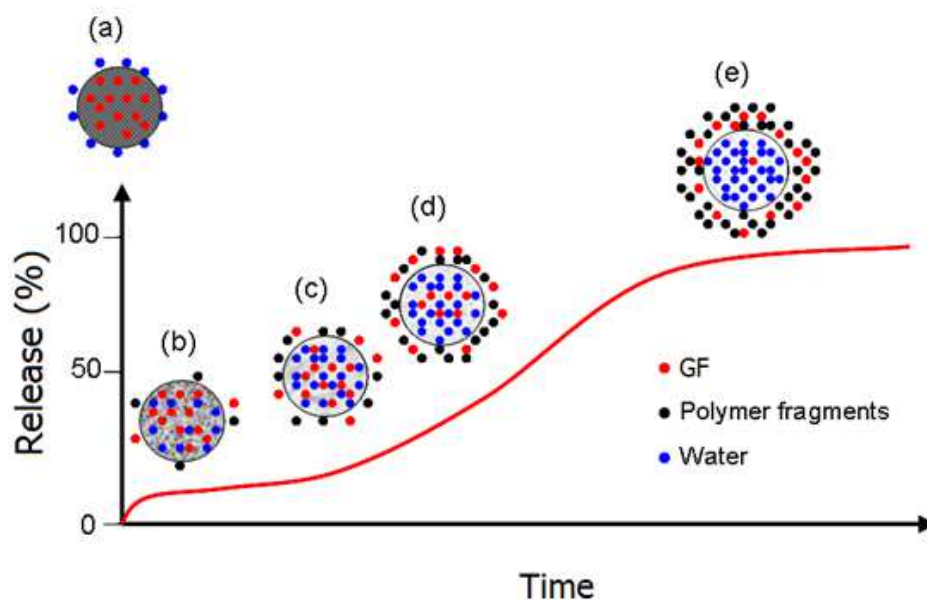 (a)
(e)
(d)
100
(c)
(b)
50
GF
Polymer fragments
Water
0
Release (%)
Time